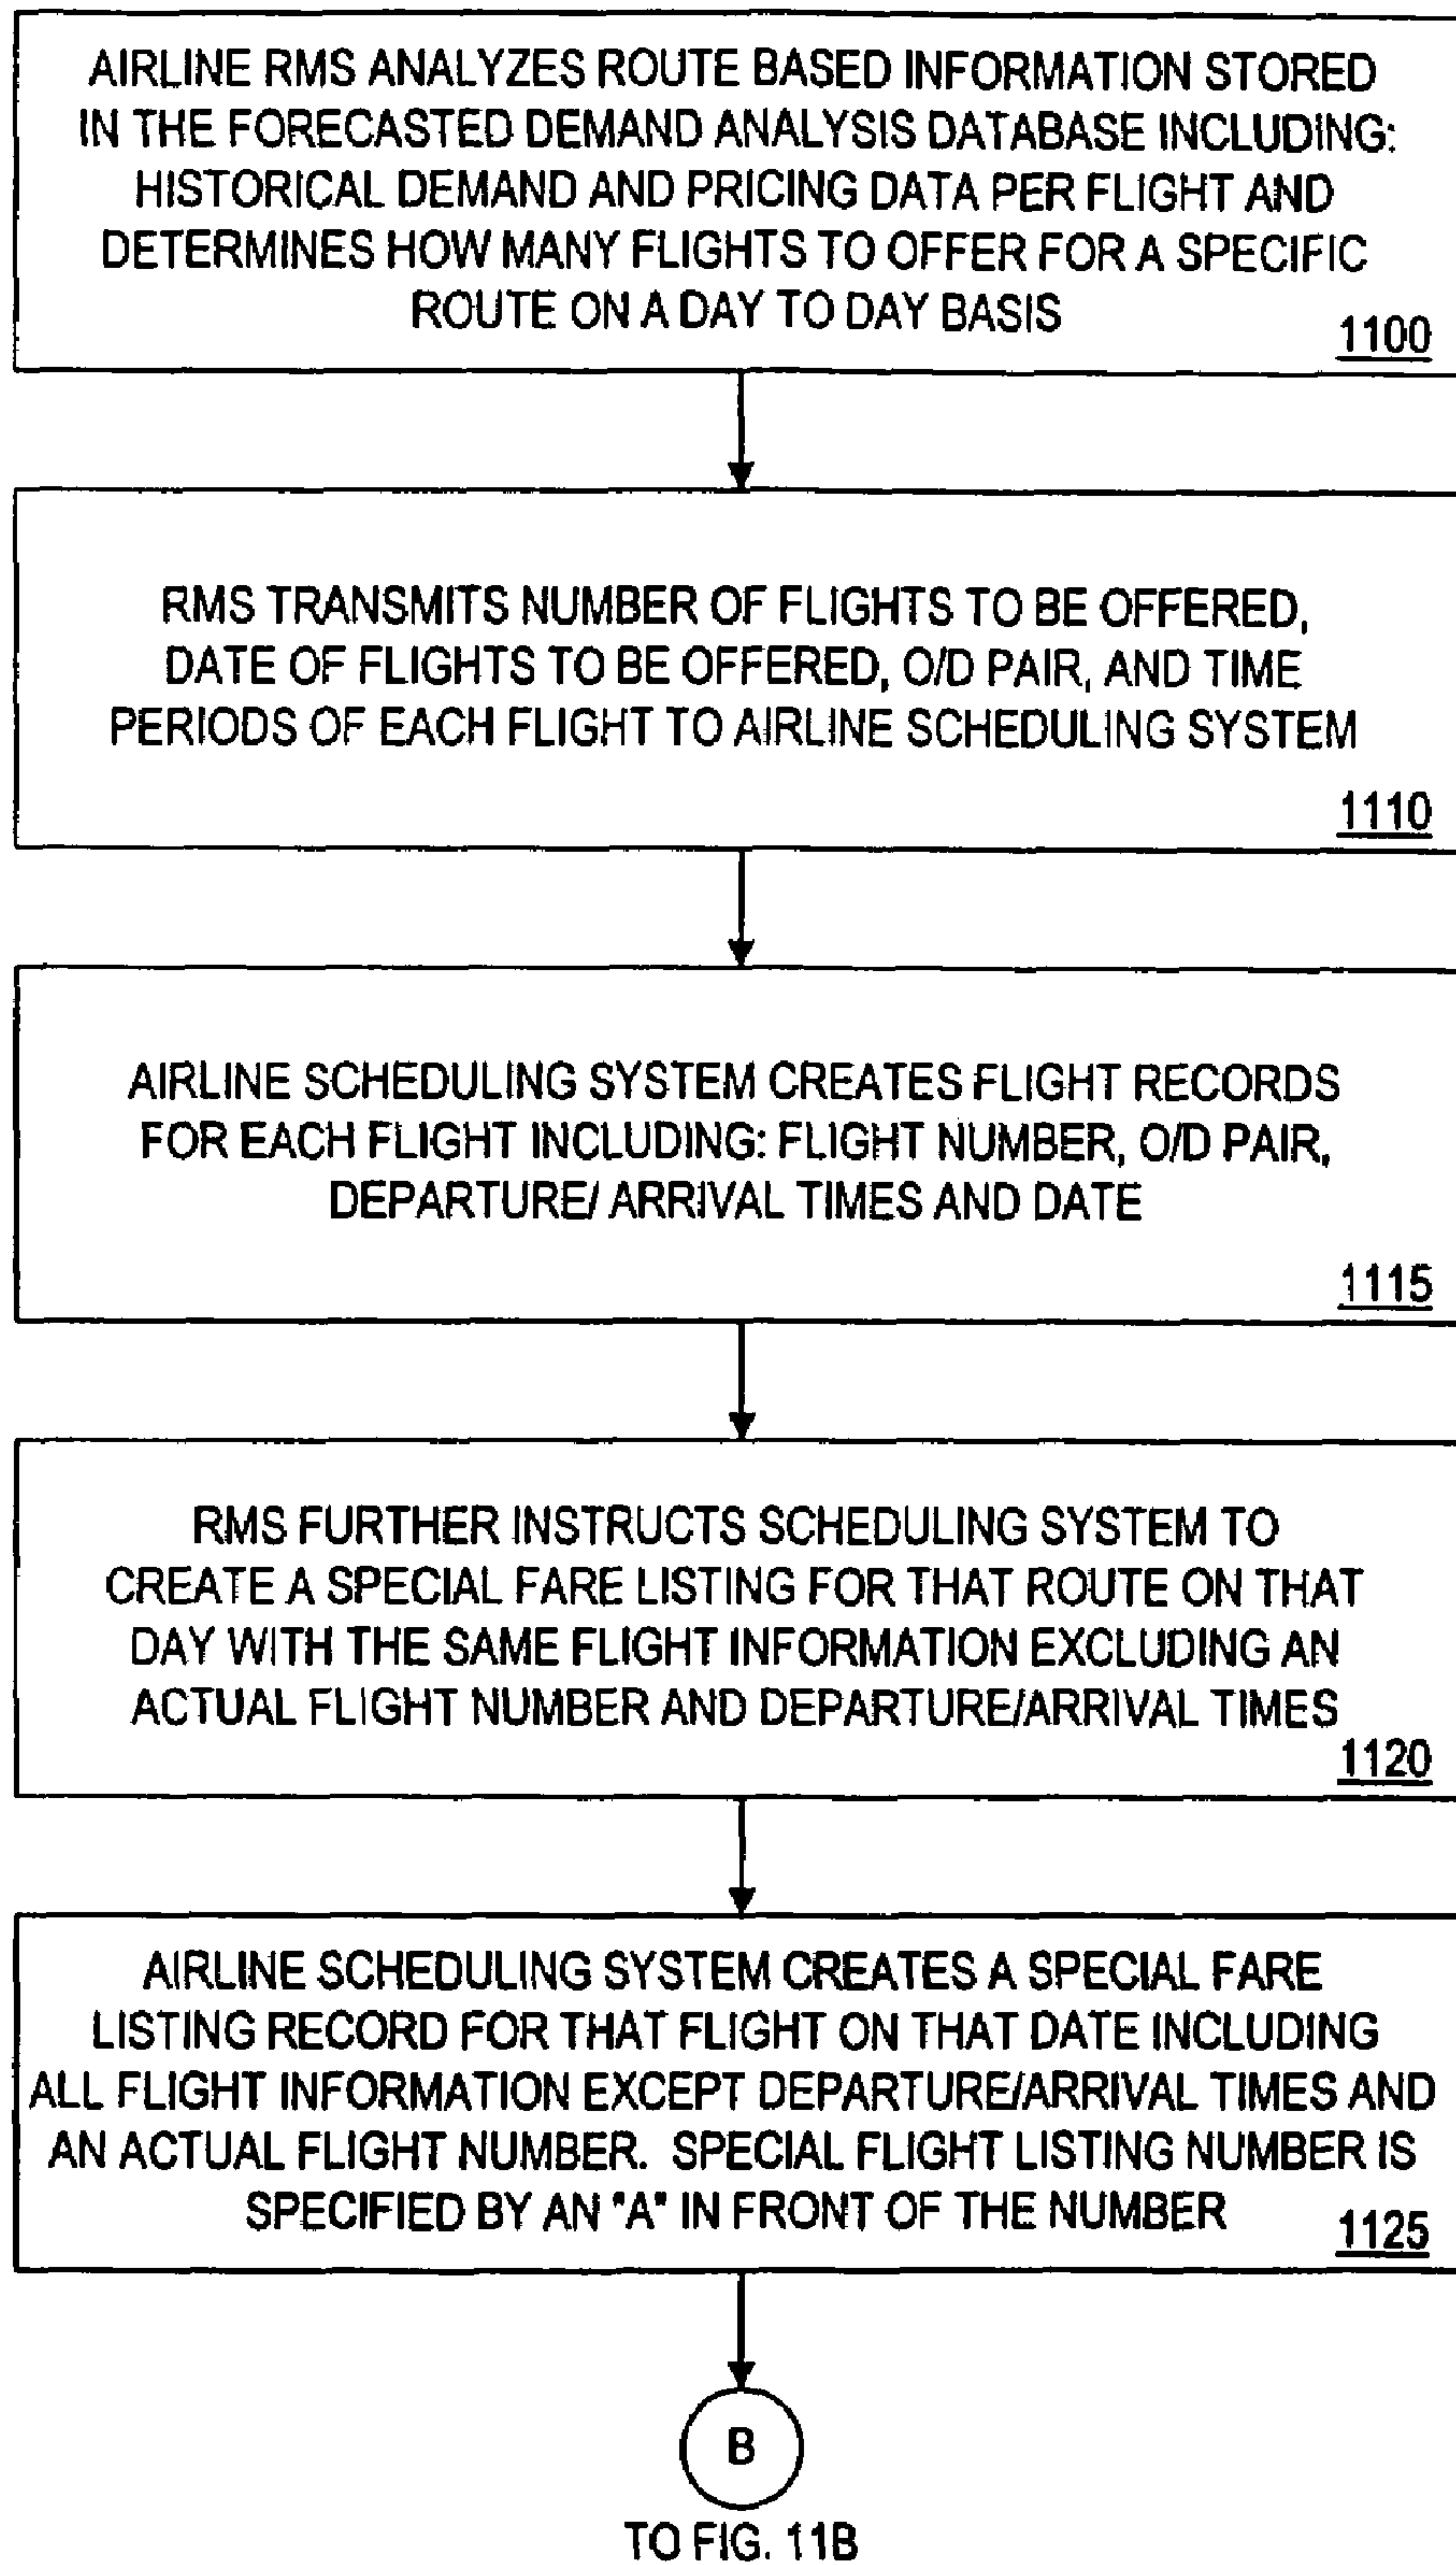 AIRLINE RMS ANALYZES ROUTE BASED INFORMATION STORED
IN THE FORECASTED DEMAND ANALYSIS DATABASE INCLUDING:
HISTORICAL DEMAND AND PRICING DATA PER FLIGHT AND
DETERMINES HOW MANY FLIGHTS TO OFFER FOR A SPECIFIC
ROUTE ON A DAY TO DAY BASIS
1100
RMS TRANSMITS NUMBER OF FLIGHTS TO BE OFFERED,
DATE OF FLIGHTS TO BE OFFERED, O/D PAIR, AND TIME
PERIODS OF EACH FLIGHT TO AIRLINE SCHEDULING SYSTEM
1110
AIRLINE SCHEDULING SYSTEM CREATES FLIGHT RECORDS
FOR EACH FLIGHT INCLUDING: FLIGHT NUMBER, O/D PAIR,
DEPARTURE/ ARRIVAL TIMES AND DATE
1115
RMS FURTHER INSTRUCTS SCHEDULING SYSTEM TO
CREATE A SPECIAL FARE LISTING FOR THAT ROUTE ON THAT
DAY WITH THE SAME FLIGHT INFORMATION EXCLUDING AN
ACTUAL FLIGHT NUMBER AND DEPARTURE/ARRIVAL TIMES
1120
AIRLINE SCHEDULING SYSTEM CREATES A SPECIAL FARE
LISTING RECORD FOR THAT FLIGHT ON THAT DATE INCLUDING
ALL FLIGHT INFORMATION EXCEPT DEPARTURE/ARRIVAL TIMES AND
AN ACTUAL FLIGHT NUMBER. SPECIAL FLIGHT LISTING NUMBER IS
SPECIFIED BY AN "A" IN FRONT OF THE NUMBER
1125
B
TO FIG. 11B